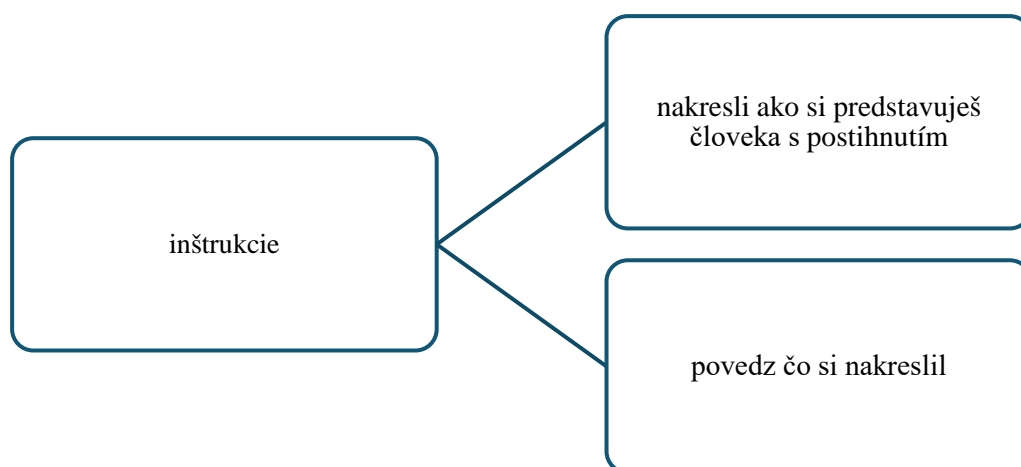 inštrukcie
nakresli ako si predstavuješ
človeka s postihnutím
povedz čo si nakreslil